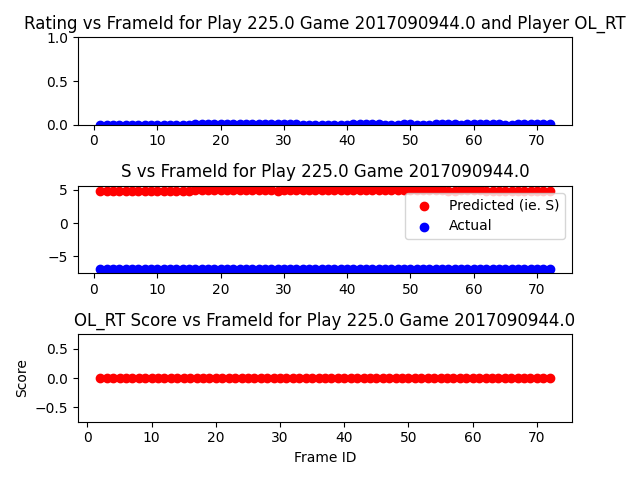 Rating vs FrameId for Play 225.0 Game 2017090944.0 and Player OL_RT
1.0
0.5
0.0
0 10 20 30 40 50 60 70
S vs FrameId for Play 225.0 Game 2017090944.0
5
0
−5
Predicted (ie. S)
Actual
0 10 20 30 40 50 60 70
OL_RT Score vs FrameId for Play 225.0 Game 2017090944.0
Score
0.5
0.0
−0.5
0 10 20 30 40 50 60 70
Frame ID